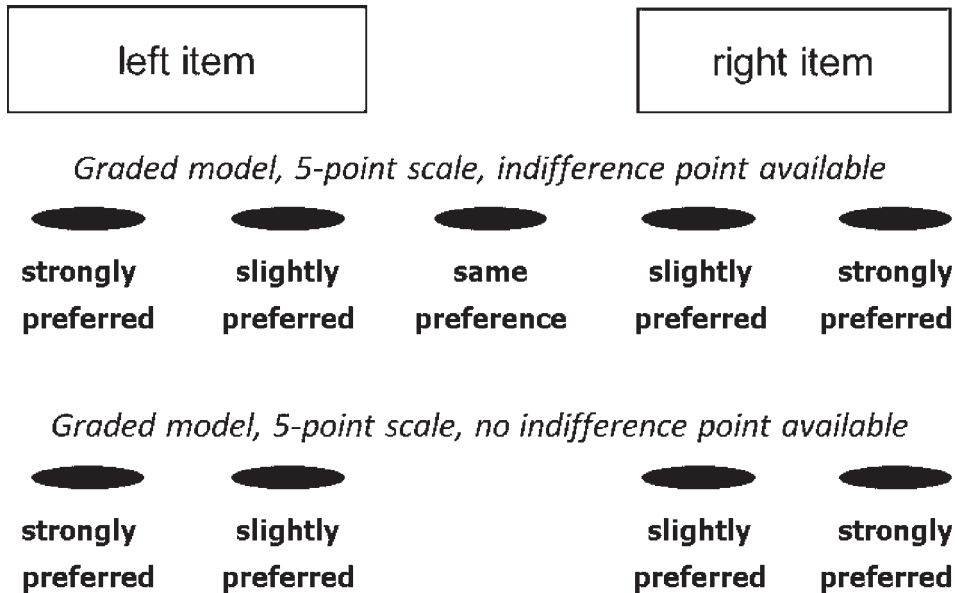 left item right item
Graded model, 5-point scale, indifference point available
strongly slightly same slightly strongly
preferred preferred preference preferred preferred
Graded model, 5-point scale, no indifference point available
strongly slightly slightly strongly
preferred preferred preferred preferred